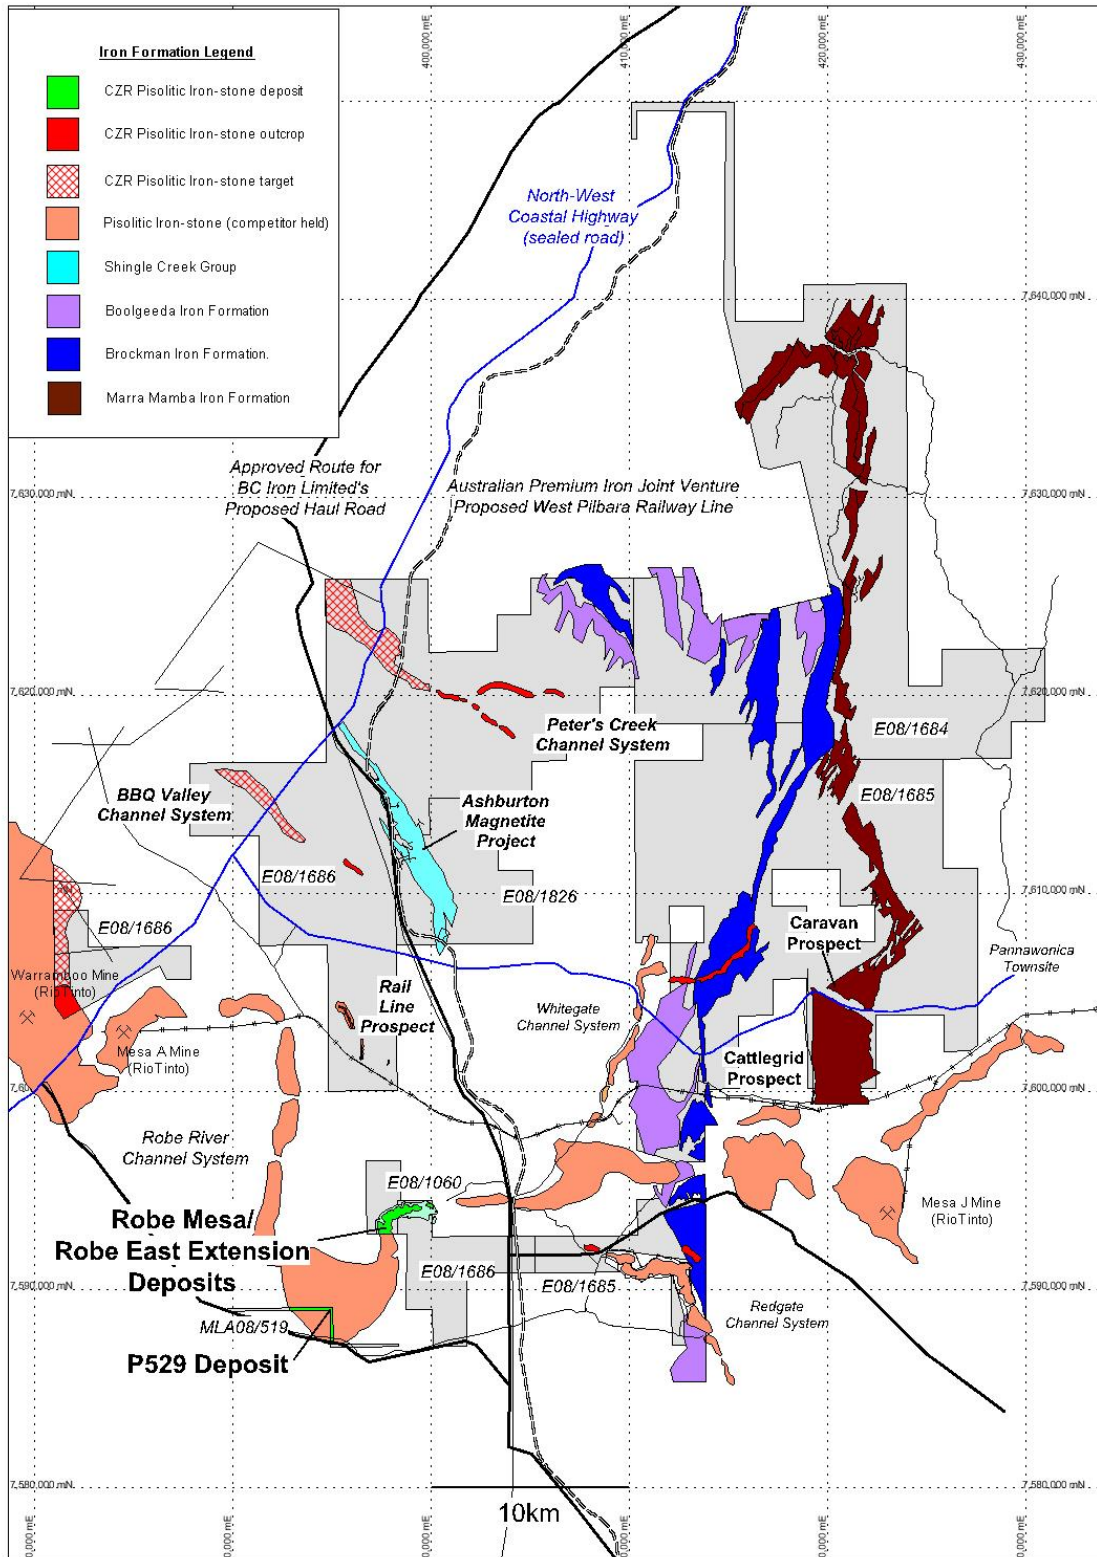 400,000 mE
410,000 mE
420,000 mE
430,000 mE
Iron Formation Legend
CZR Pisolitic Iron-stone deposit
CZR Pisolitic Iron-stone outcrop
CZR Pisolitic Iron-stone target
Pisolitic Iron-stone (competitor held)
Shingle Creek Group
Boolgeeda Iron Formation
Brockman Iron Formation.
Marra Mamba Iron Formation
North-West
Coastal Highway
(sealed road)
7,640,000 mN
Approved Route for
BC Iron Limited's
Proposed Haul Road
Australian Premium Iron Joint Venture
Proposed West Pilbara Railway Line
7,630,000 mN
7,630,000 mN
7,620,000 mN
7,620,000 mN
Peter's Creek
Channel System
E08/1684
BBQ Valley
Channel System
Ashburton
Magnetite
Project
E08/1685
E08/1686
E08/1826
7,610,000 mN
E08/1686
Caravan
Prospect
Pannawonica
Townsite
Warramboo Mine
(RioTinto)
Rail
Line
Prospect
Whitegate
Channel System
Mesa A Mine
(RioTinto)
Cattlegrid
Prospect
7,600,000 mN
Robe River
Channel System
E08/1060
Robe Mesa/
Robe East Extension
Deposits
Mesa J Mine
(RioTinto)
E08/1686
E08/1685
7,590,000 mN
7,590,000 mN
MLA08/519
Redgate
Channel System
P529 Deposit
7,580,000 mN
7,580,000 mN
10km